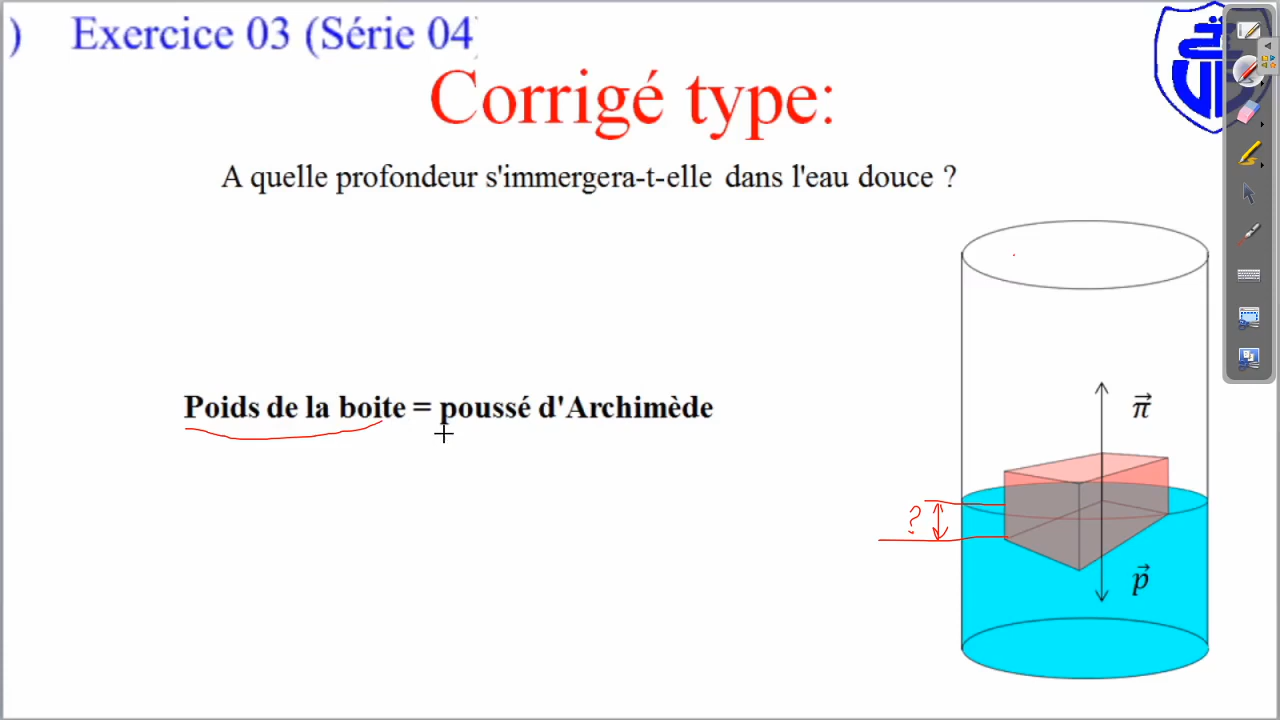 ) Exercice 03 (Série 04)
Corrigé type:
A quelle profondeur s'immergera-t-elle dans l'eau douce ?
Poids de la boite = poussé d'Archimède
π⃗
?
p⃗